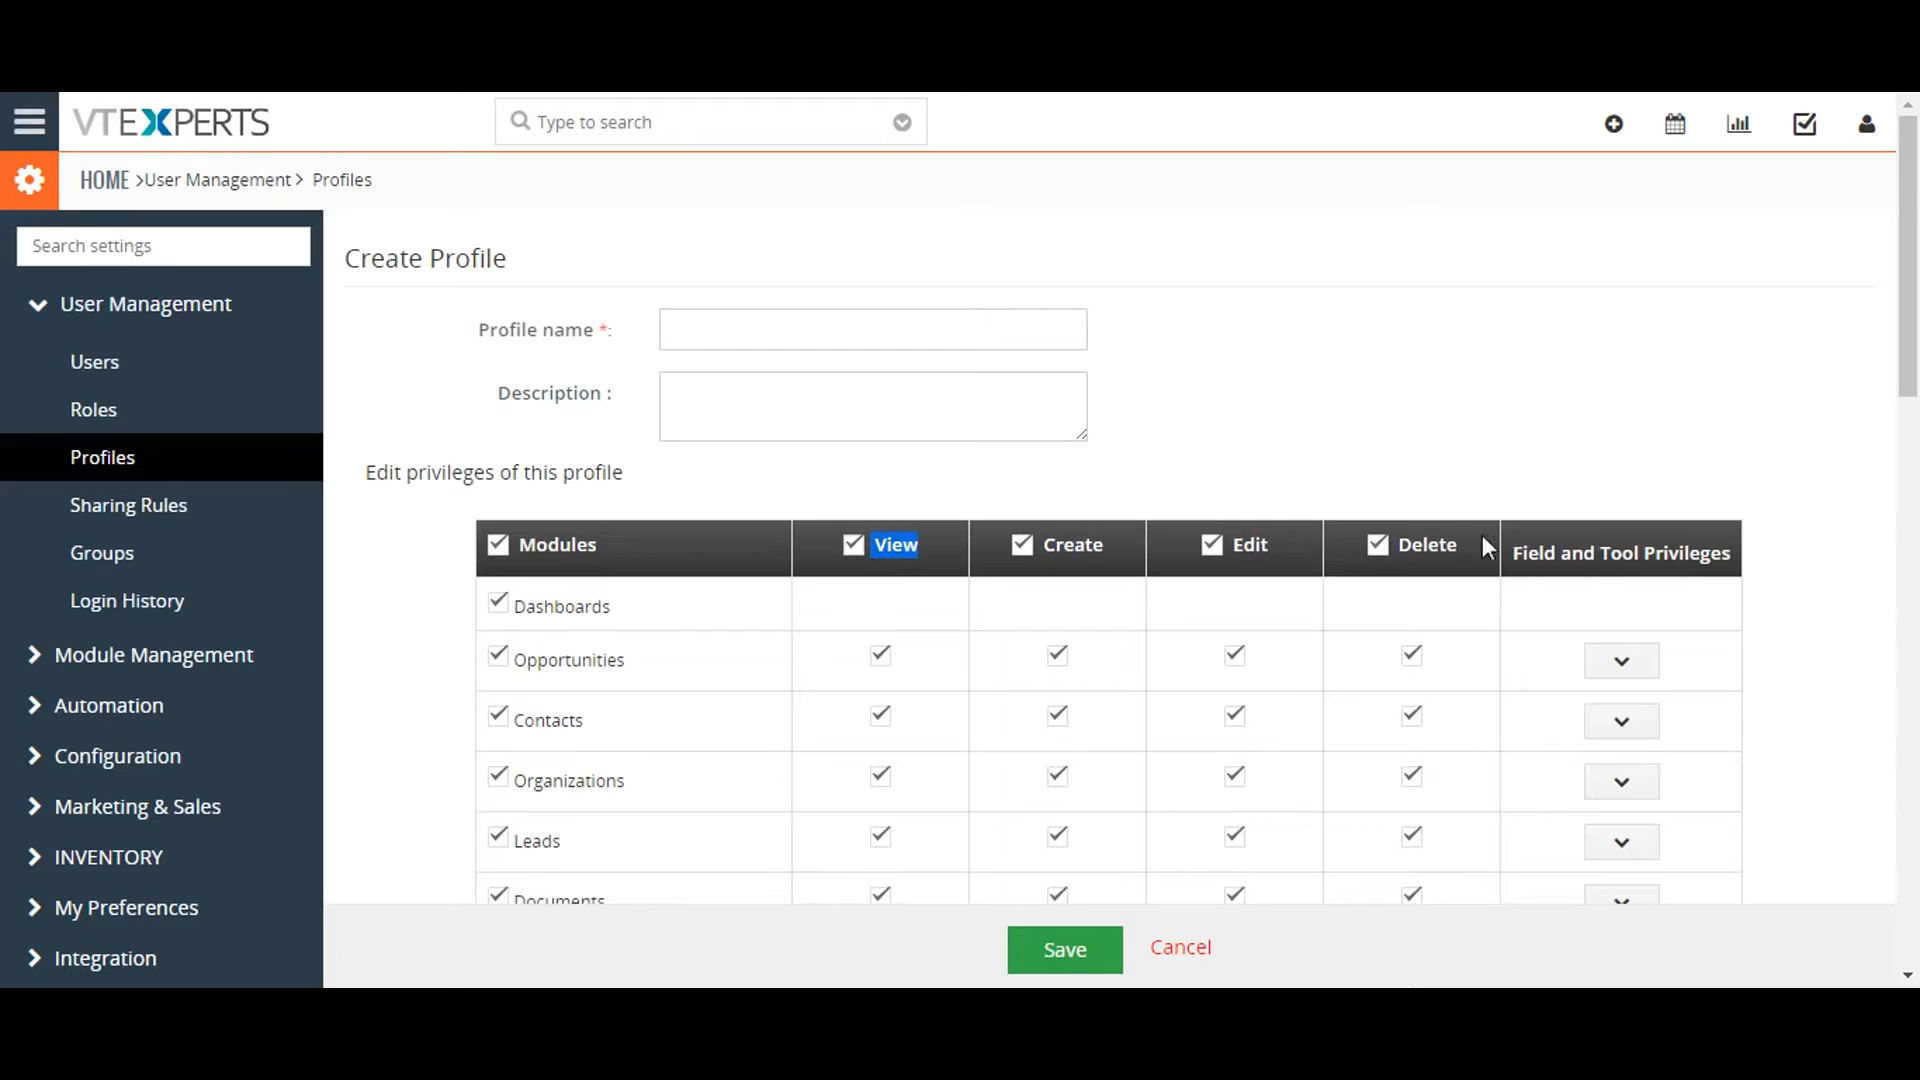 VTEXPERTS
Type to search
HOME >User Management > Profiles
Search settings
User Management
Users
Roles
Profiles
Sharing Rules
Groups
Login History
Module Management
Automation
Configuration
Marketing & Sales
INVENTORY
My Preferences
Integration
Create Profile
Profile name *:
Description :
Edit privileges of this profile
Modules View Create Edit Delete Field and Tool Privileges
Dashboards
Opportunities
Contacts
Organizations
Leads
Documents
Save Cancel